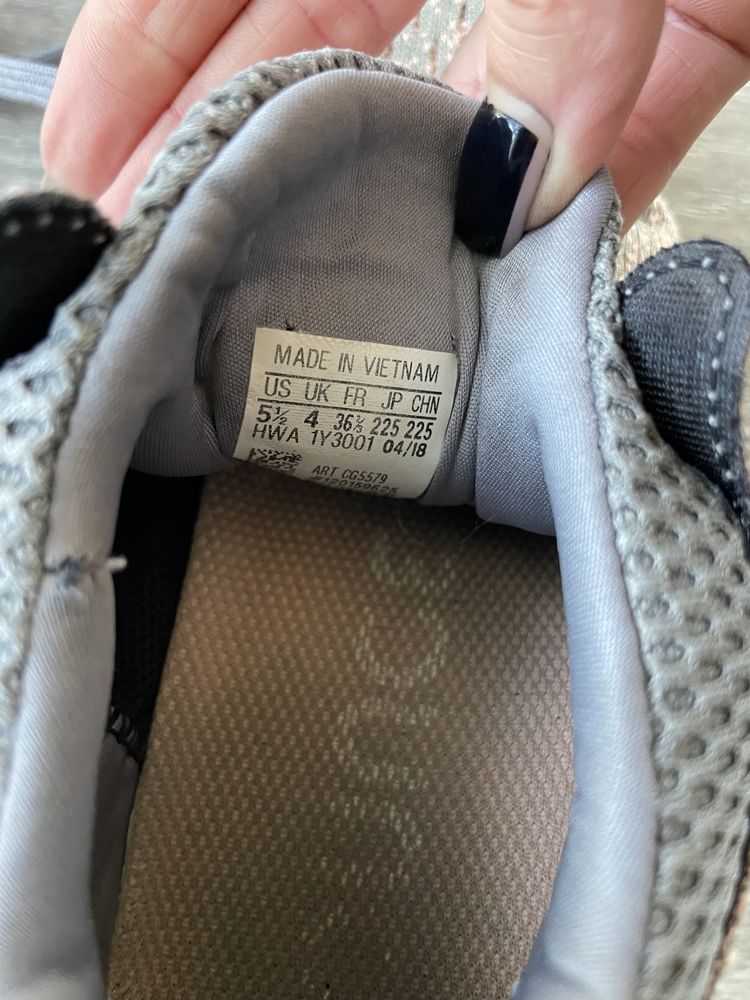 MADE IN VIETNAM
US UK FR JP CHN
5½ 4 36⅔ 225 225
HWA 1Y3001 04/18
ART CG5579